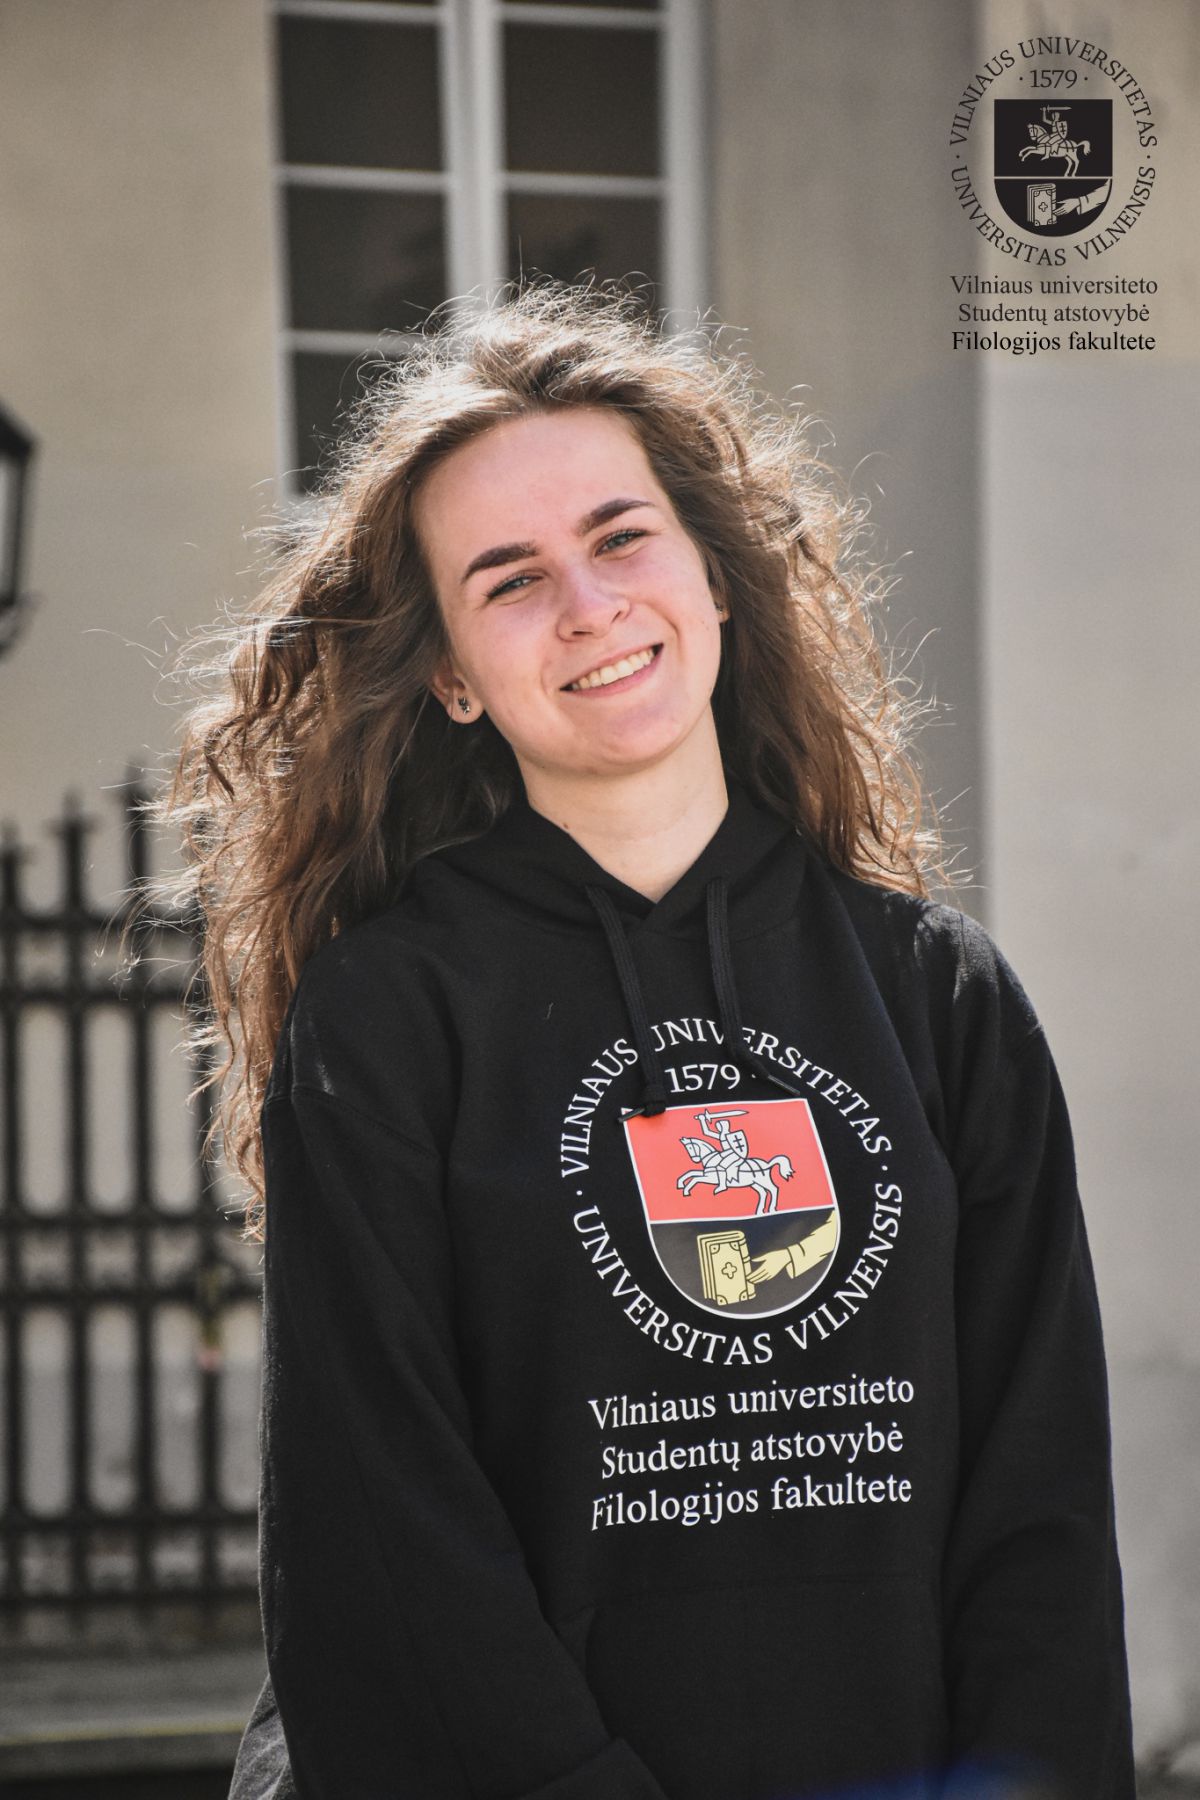 VILNIAUS UNIVERSITETAS
· 1579 ·
UNIVERSITAS VILNENSIS
Vilniaus universiteto
Studentų atstovybė
Filologijos fakultete
VILNIAUS UNIVERSITETAS
1579 ·
UNIVERSITAS VILNENSIS
Vilniaus universiteto
Studentų atstovybė
Filologijos fakultete